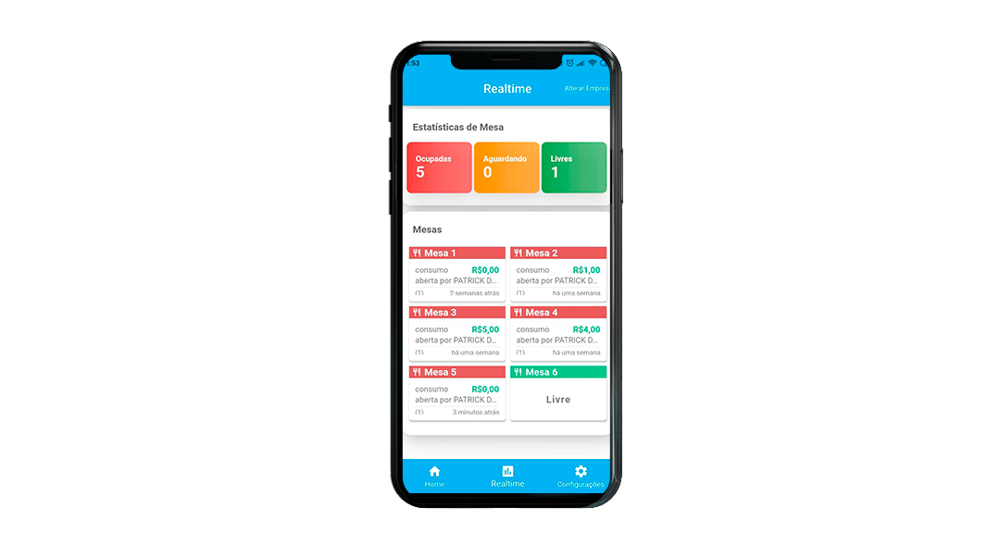 :53
Realtime
Alterar Empres
Estatísticas de Mesa
Ocupadas
5
Aguardando
0
Livres
1
Mesas
Mesa 1
consumo R$0,00
aberta por PATRICK D...
(1) 2 semanas atrás
Mesa 2
consumo R$1,00
aberta por PATRICK D...
(1) há uma semana
Mesa 3
consumo R$5,00
aberta por PATRICK D...
(1) há uma semana
Mesa 4
consumo R$4,00
aberta por PATRICK D...
(1) há uma semana
Mesa 5
consumo R$0,00
aberta por PATRICK D...
(1) 3 minutos atrás
Mesa 6
Livre
Home
Realtime
Configurações